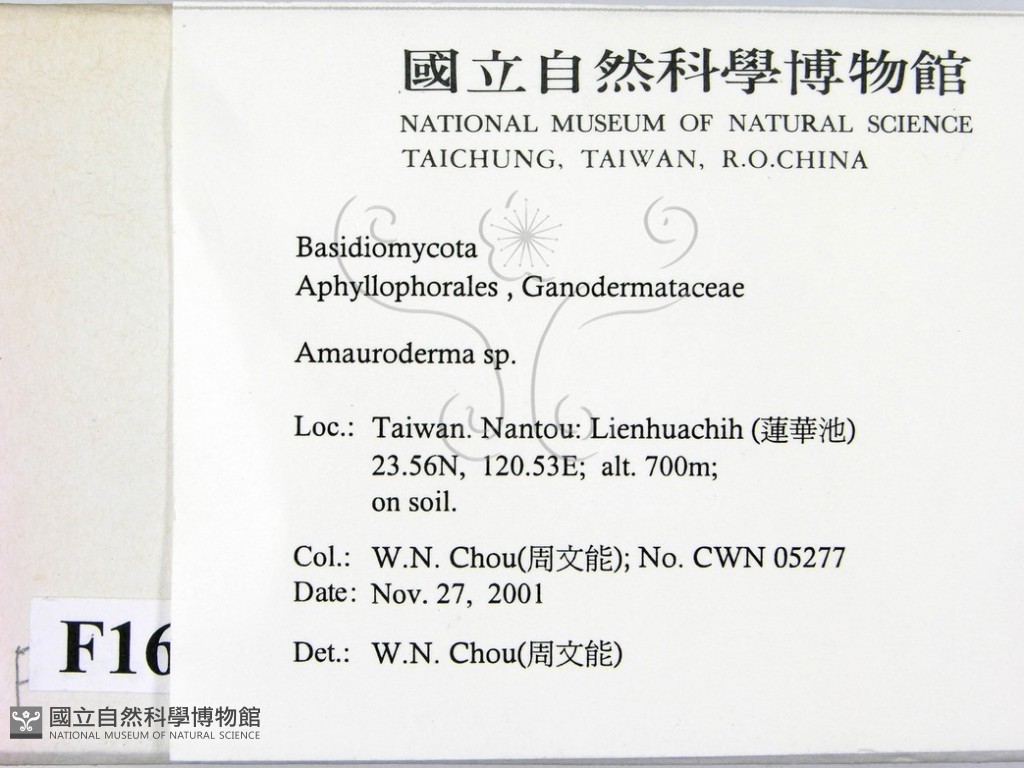 國立自然科學博物館
NATIONAL MUSEUM OF NATURAL SCIENCE
TAICHUNG, TAIWAN, R.O.CHINA
Basidiomycota
Aphyllophorales , Ganodermataceae
Amauroderma sp.
Loc.: Taiwan. Nantou: Lienhuachih (蓮華池)
23.56N, 120.53E; alt. 700m;
on soil.
Col.: W.N. Chou(周文能); No. CWN 05277
Date: Nov. 27, 2001
Det.: W.N. Chou(周文能)
F16
國立自然科學博物館
NATIONAL MUSEUM OF NATURAL SCIENCE